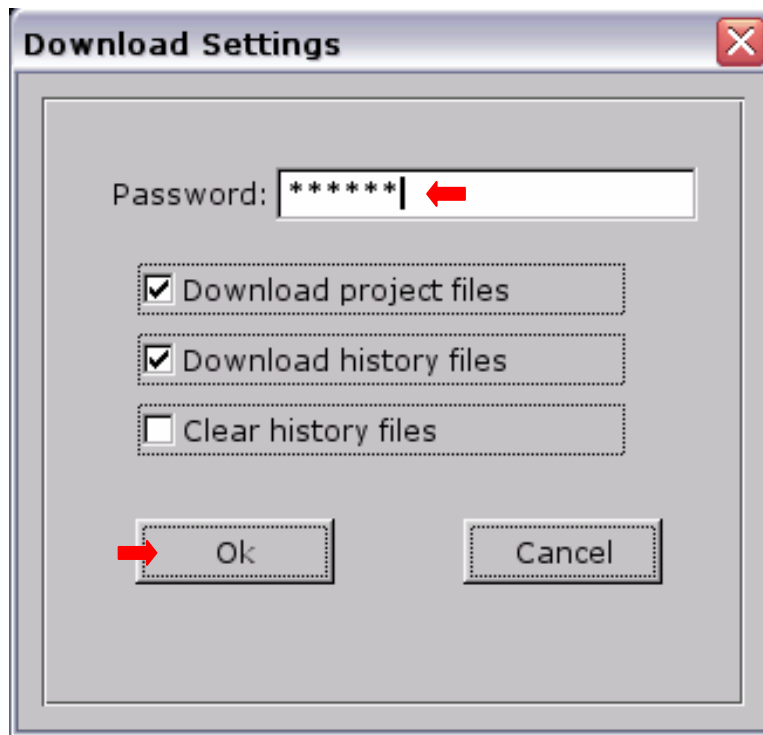 Download Settings
Password: ******
Download project files
Download history files
Clear history files
Ok Cancel